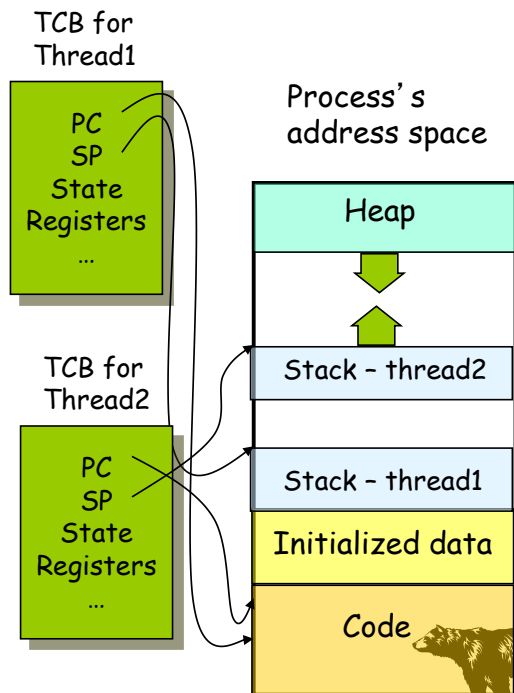 TCB for
Thread1
PC
SP
State
Registers
…
TCB for
Thread2
PC
SP
State
Registers
…
Process’s
address space
Heap
Stack – thread2
Stack – thread1
Initialized data
Code